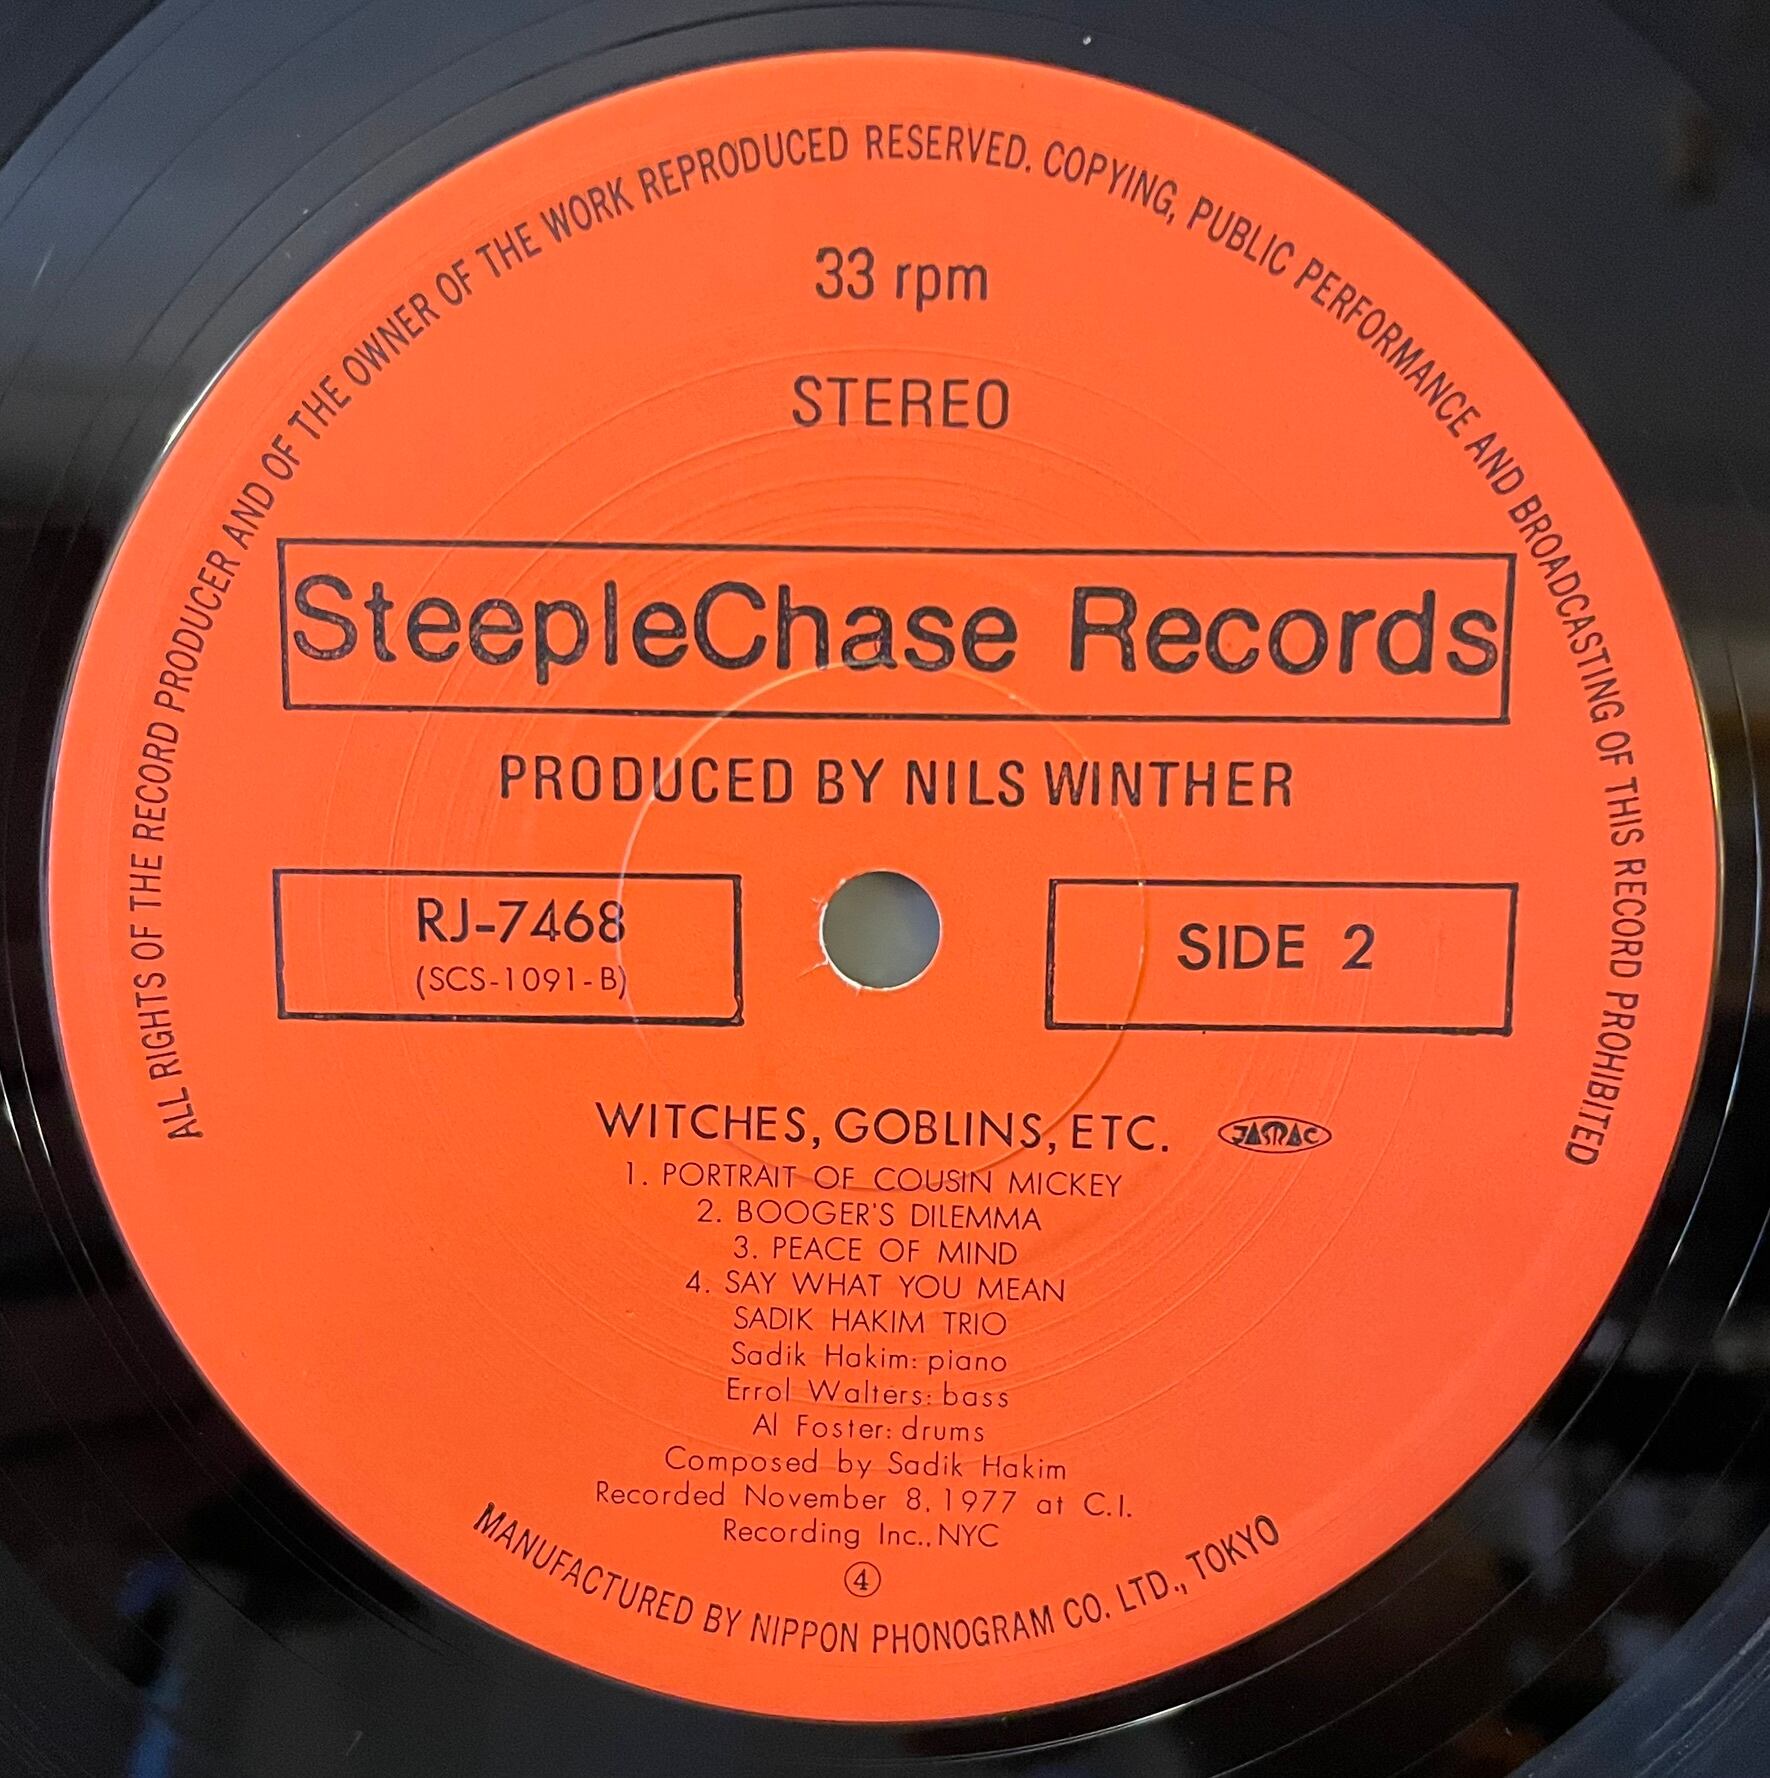 ALL RIGHTS OF THE RECORD PRODUCER AND OF THE OWNER OF THE WORK REPRODUCED RESERVED. COPYING, PUBLIC PERFORMANCE AND BROADCASTING OF THIS RECORD PROHIBITED
33 rpm
STEREO
SteepleChase Records
PRODUCED BY NILS WINTHER
RJ-7468
(SCS-1091-B)
SIDE 2
WITCHES, GOBLINS, ETC.
JASRAC
1. PORTRAIT OF COUSIN MICKEY
2. BOOGER'S DILEMMA
3. PEACE OF MIND
4. SAY WHAT YOU MEAN
SADIK HAKIM TRIO
Sadik Hakim: piano
Errol Walters: bass
Al Foster: drums
Composed by Sadik Hakim
Recorded November 8, 1977 at C.I.
Recording Inc., NYC
④
MANUFACTURED BY NIPPON PHONOGRAM CO. LTD., TOKYO